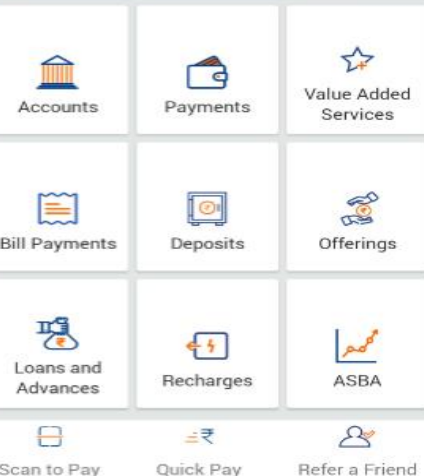 Accounts
Payments
Value Added
Services
Bill Payments
Deposits
Offerings
Loans and
Advances
Recharges
ASBA
Scan to Pay
Quick Pay
Refer a Friend